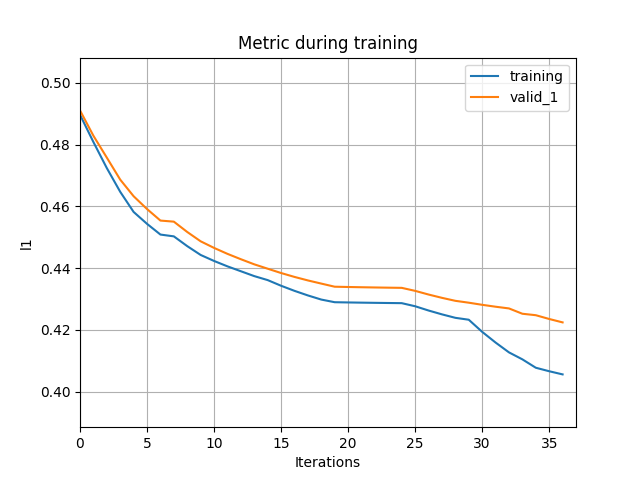 Metric during training
training
valid_1
0.50
0.48
0.46
0.44
0.42
0.40
l1
0 5 10 15 20 25 30 35
Iterations